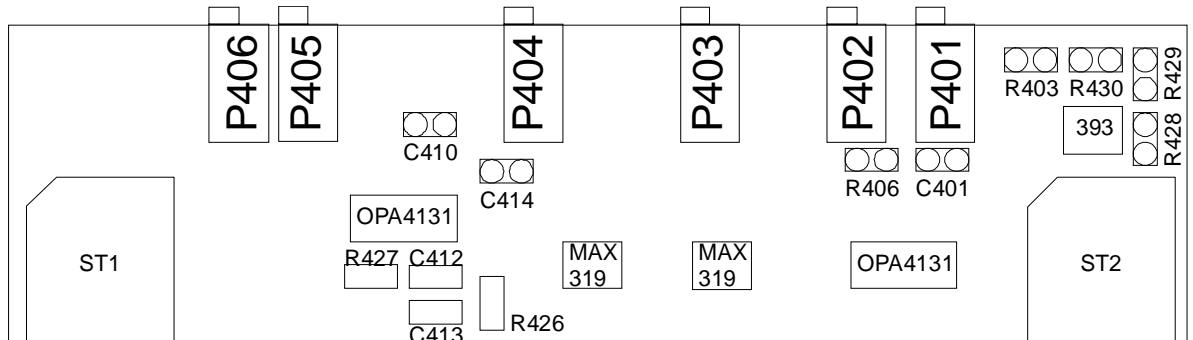 P406
P405
P404
P403
P402
P401
R403
R430
R429
393
R428
C410
C414
R406
C401
OPA4131
ST1
R427
C412
MAX
319
MAX
319
OPA4131
ST2
C413
R426